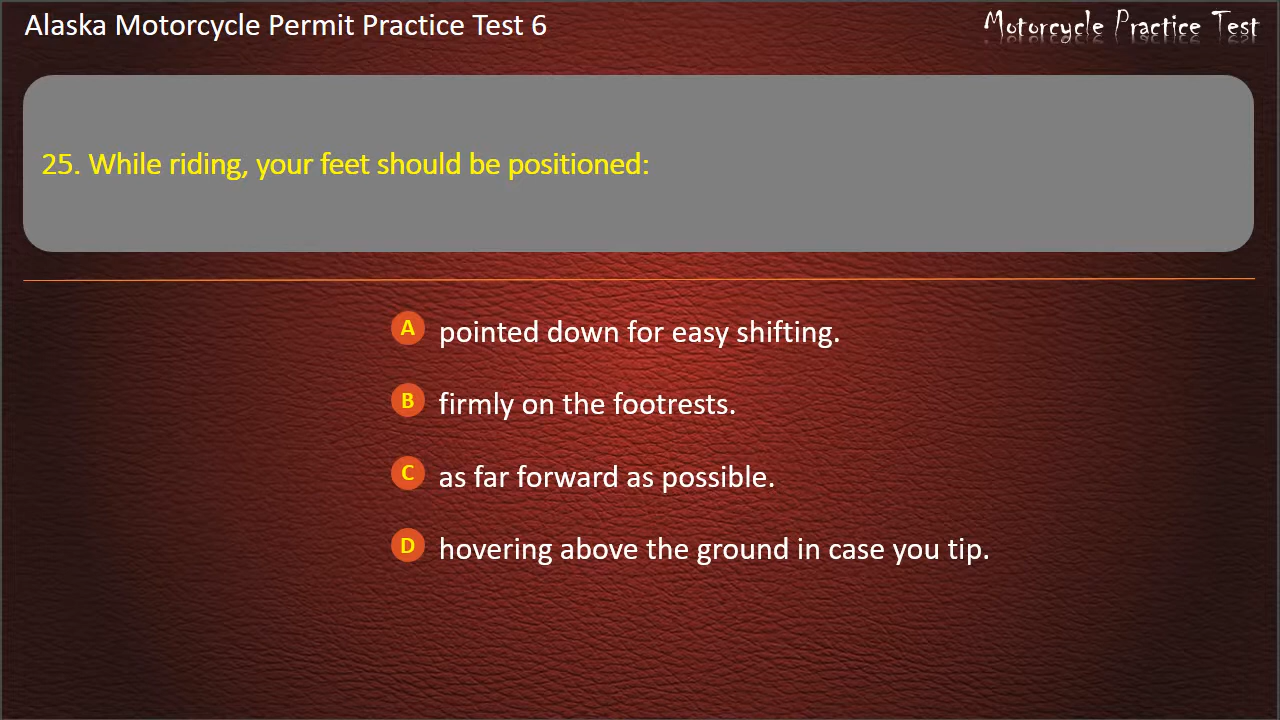 Alaska Motorcycle Permit Practice Test 6
Motorcycle Practice Test
25. While riding, your feet should be positioned:
A pointed down for easy shifting.
B firmly on the footrests.
C as far forward as possible.
D hovering above the ground in case you tip.